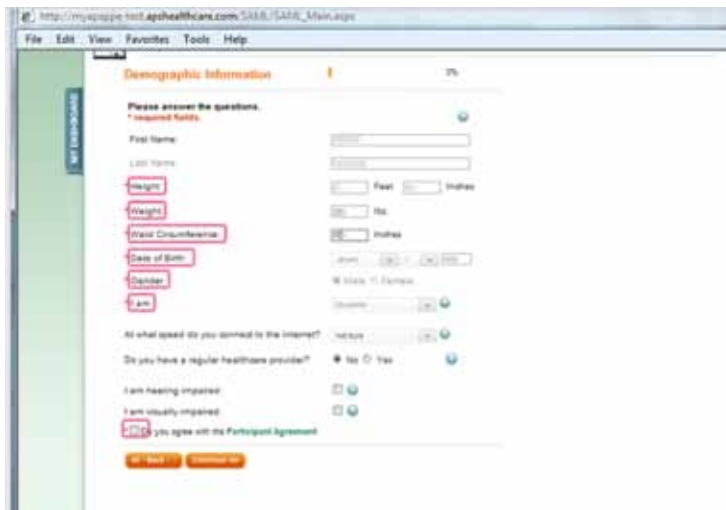 http://myapsppe-test.apshealthcare.com/SAML/SAML_Main.aspx
File Edit View Favorites Tools Help
MY DASHBOARD
Demographic Information
Please answer the questions.
* required fields.
First Name:
Last Name:
*Height: Feet Inches
*Weight: lbs
*Waist Circumference: Inches
*Date of Birth:
*Gender: Male Female
*I am:
At what speed do you connect to the internet?
Do you have a regular healthcare provider? No Yes
I am hearing impaired:
I am visually impaired:
*Do you agree with the Participant Agreement
Back
Continue